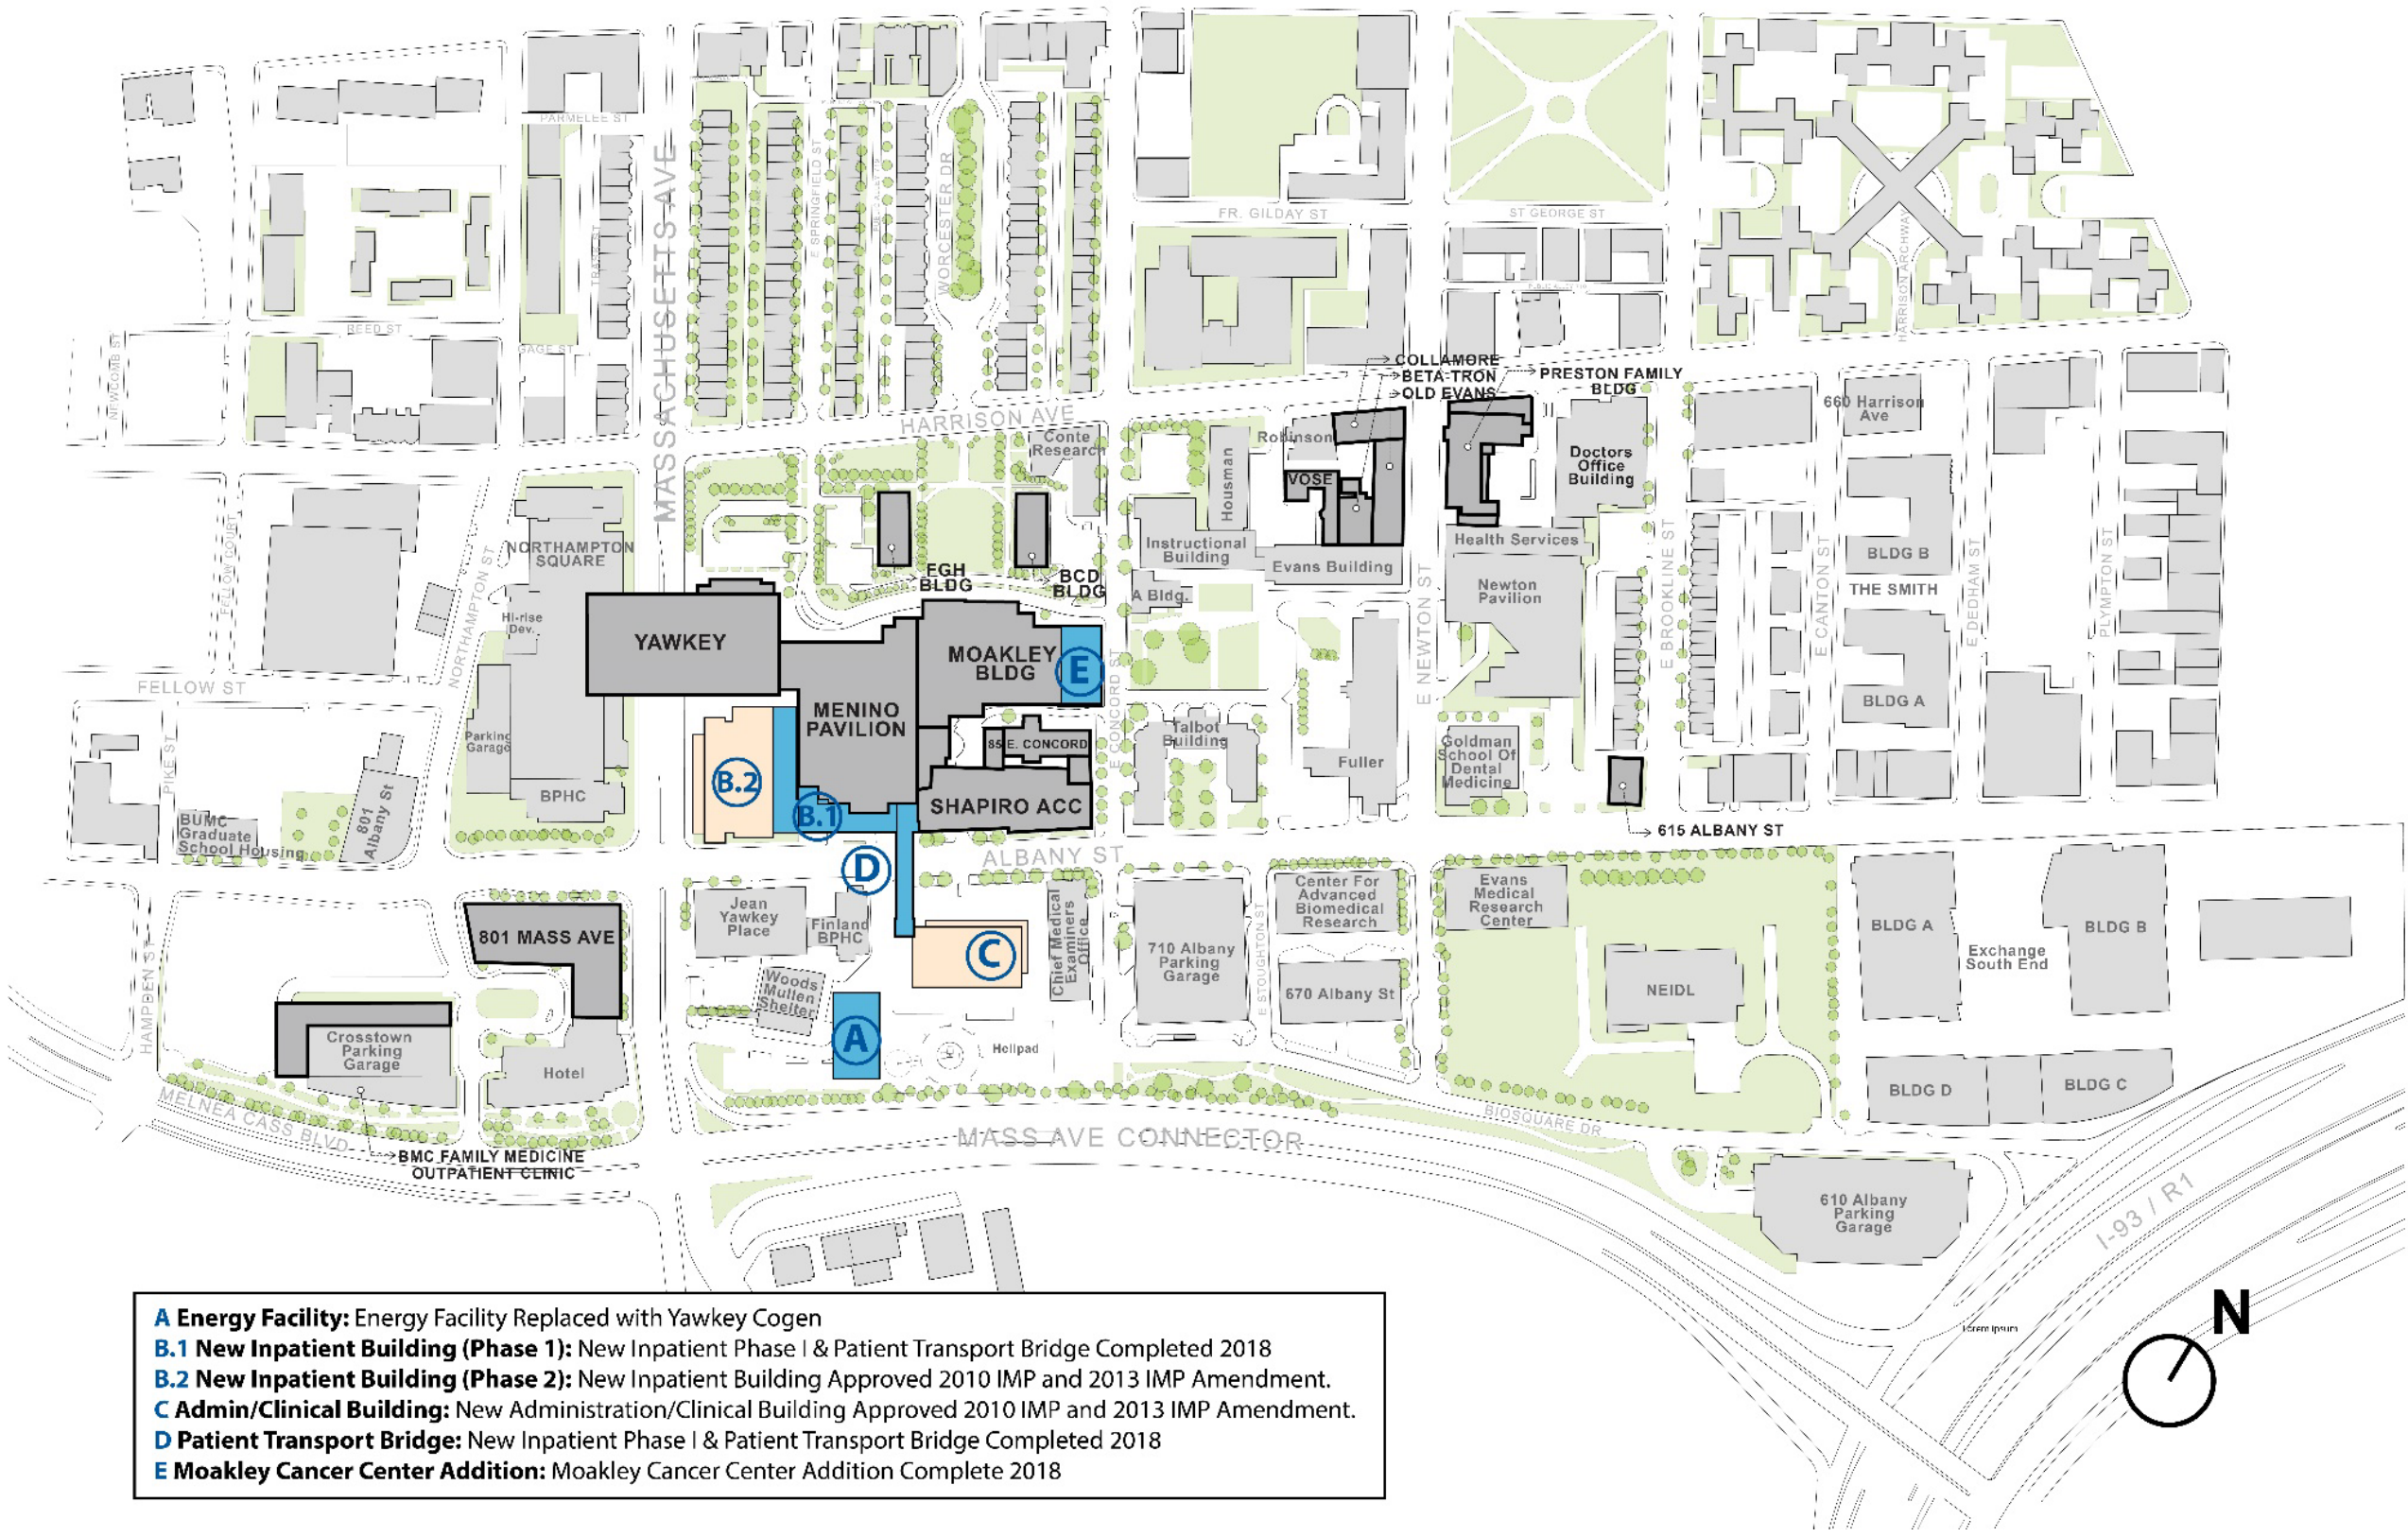 PARMELEE ST
MASSACHUSETTS AVE
E SPRINGFIELD ST
WORCESTER DR
FR. GILDAY ST
ST GEORGE ST
HARRISON ARCHWAY
NEWCOMB ST
REED ST
GAGE ST
HARRISON AVE
COLLAMORE
BETA-TRON
OLD EVANS
PRESTON FAMILY
BLDG
660 Harrison
Ave
Conte
Research
Housman
Robinson
VOSE
Doctors
Office
Building
FELLOW COURT
NORTHAMPTON ST
NORTHAMPTON
SQUARE
Hi-rise
Dev.
EGH
BLDG
BCD
BLDG
Instructional
Building
A Bldg.
Evans Building
Health Services
Newton
Pavilion
E NEWTON ST
E BROOKLINE ST
E CANTON ST
BLDG B
THE SMITH
BLDG A
E DEDHAM ST
PLYMPTON ST
YAWKEY
MOAKLEY
BLDG
E
E CONCORD ST
MENINO
PAVILION
85 E. CONCORD
SHAPIRO ACC
B.2
B.1
D
FELLOW ST
PIKE ST
Parking
Garage
BPHC
BUMC
Graduate
School Housing
801
Albany St
Talbot
Building
Fuller
Goldman
School Of
Dental
Medicine
615 ALBANY ST
ALBANY ST
HAMPDEN ST
801 MASS AVE
Jean
Yawkey
Place
Finland
BPHC
Woods
Mullen
Shelter
C
A
Chief Medical
Examiners
Office
710 Albany
Parking
Garage
E STOUGHTON ST
Center For
Advanced
Biomedical
Research
670 Albany St
Evans
Medical
Research
Center
NEIDL
BLDG A
Exchange
South End
BLDG B
BLDG D
BLDG C
Crosstown
Parking
Garage
Hotel
Helipad
MELNEA CASS BLVD
BMC FAMILY MEDICINE
OUTPATIENT CLINIC
MASS AVE CONNECTOR
BIOSQUARE DR
610 Albany
Parking
Garage
I-93 / R1
Lorem ipsum
N
A Energy Facility: Energy Facility Replaced with Yawkey Cogen
B.1 New Inpatient Building (Phase 1): New Inpatient Phase I & Patient Transport Bridge Completed 2018
B.2 New Inpatient Building (Phase 2): New Inpatient Building Approved 2010 IMP and 2013 IMP Amendment.
C Admin/Clinical Building: New Administration/Clinical Building Approved 2010 IMP and 2013 IMP Amendment.
D Patient Transport Bridge: New Inpatient Phase I & Patient Transport Bridge Completed 2018
E Moakley Cancer Center Addition: Moakley Cancer Center Addition Complete 2018